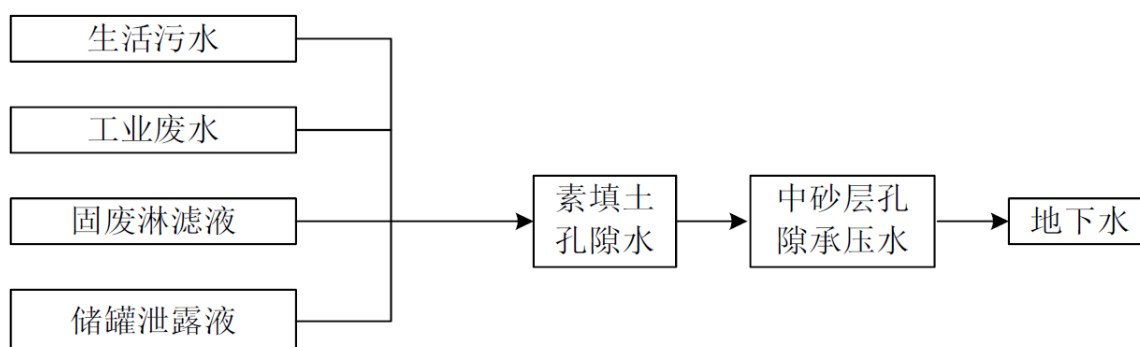 生活污水
工业废水
固废淋滤液
储罐泄露液
素填土
孔隙水
中砂层孔
隙承压水
地下水